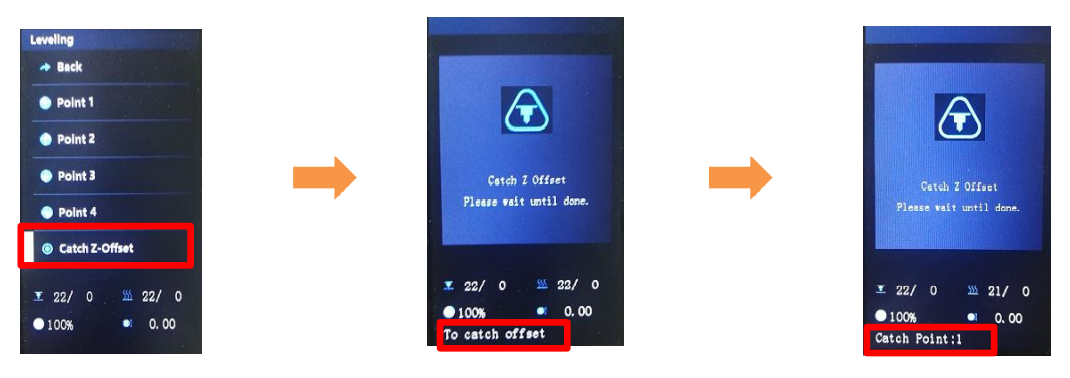 Leveling
Back
Point 1
Point 2
Point 3
Point 4
Catch Z-Offset
22/ 0 22/ 0
100% 0.00
Catch Z Offset
Please wait until done.
22/ 0 22/ 0
100% 0.00
To catch offset
Catch Z Offset
Please wait until done.
22/ 0 21/ 0
100% 0.00
Catch Point:1